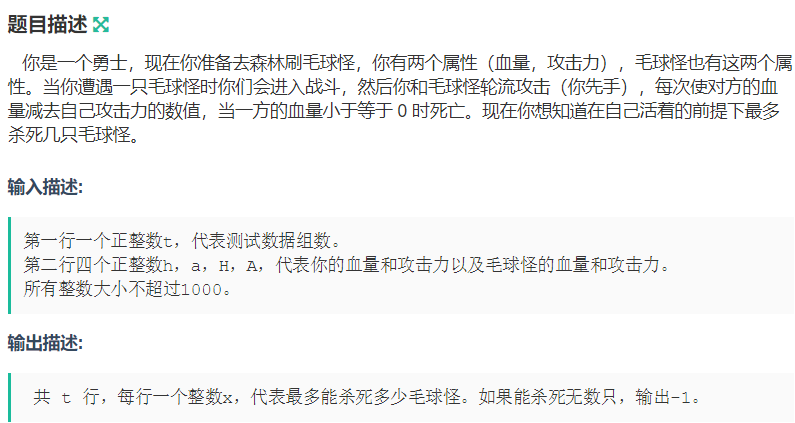 题目描述
你是一个勇士，现在你准备去森林刷毛球怪，你有两个属性（血量，攻击力），毛球怪也有这两个属
性。当你遭遇一只毛球怪时你们会进入战斗，然后你和毛球怪轮流攻击（你先手），每次使对方的血
量减去自己攻击力的数值，当一方的血量小于等于 0 时死亡。现在你想知道在自己活着的前提下最多
杀死几只毛球怪。
输入描述:
第一行一个正整数t，代表测试数据组数。
第二行四个正整数h，a，H，A，代表你的血量和攻击力以及毛球怪的血量和攻击力。
所有整数大小不超过1000。
输出描述:
共 t 行，每行一个整数x，代表最多能杀死多少毛球怪。如果能杀死无数只，输出-1。